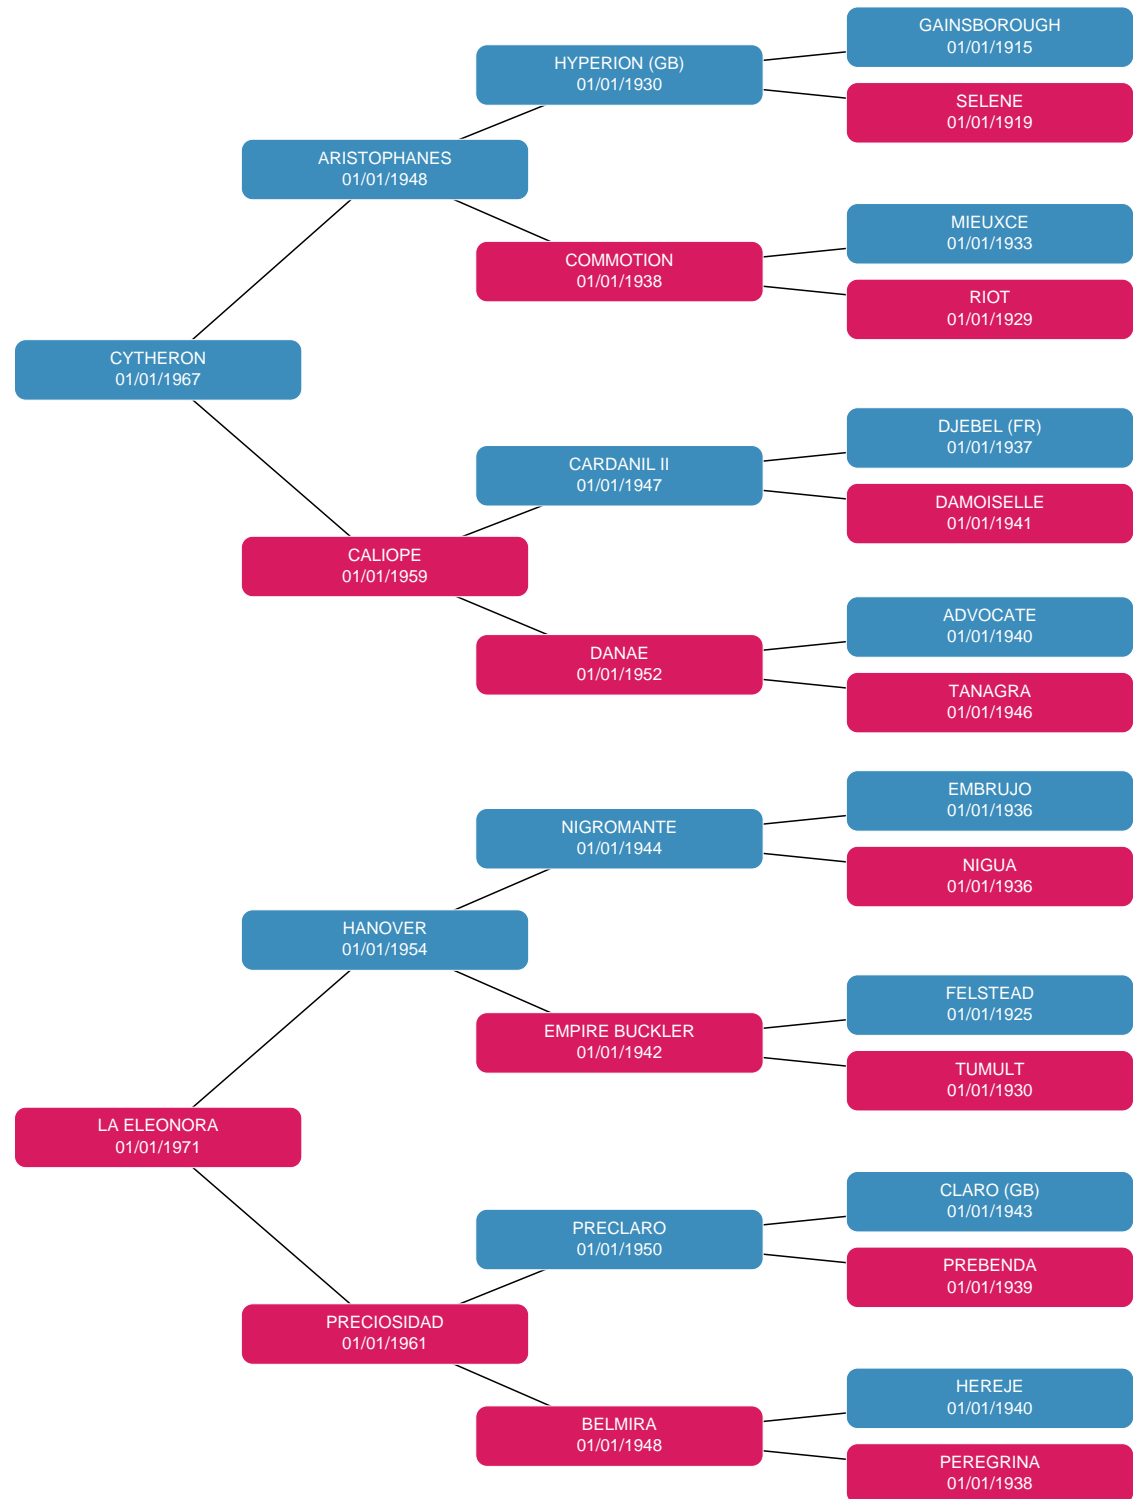 GAINSBOROUGH
01/01/1915
HYPERION (GB)
01/01/1930
SELENE
01/01/1919
ARISTOPHANES
01/01/1948
MIEUXCE
01/01/1933
COMMOTION
01/01/1938
RIOT
01/01/1929
CYTHERON
01/01/1967
DJEBEL (FR)
01/01/1937
CARDANIL II
01/01/1947
DAMOISELLE
01/01/1941
CALIOPE
01/01/1959
ADVOCATE
01/01/1940
DANAE
01/01/1952
TANAGRA
01/01/1946
EMBRUJO
01/01/1936
NIGROMANTE
01/01/1944
NIGUA
01/01/1936
HANOVER
01/01/1954
FELSTEAD
01/01/1925
EMPIRE BUCKLER
01/01/1942
TUMULT
01/01/1930
LA ELEONORA
01/01/1971
CLARO (GB)
01/01/1943
PRECLARO
01/01/1950
PREBENDA
01/01/1939
PRECIOSIDAD
01/01/1961
HEREJE
01/01/1940
BELMIRA
01/01/1948
PEREGRINA
01/01/1938